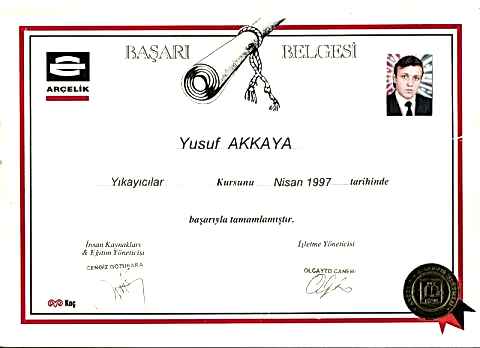 ARÇELİK
BAŞARI BELGESİ
Yusuf AKKAYA
Yıkayıcılar Kursunu Nisan 1997 tarihinde
başarıyla tamamlamıştır.
İnsan Kaynakları
& Eğitim Yöneticisi
CENGİZ
İşletme Yöneticisi
Koç